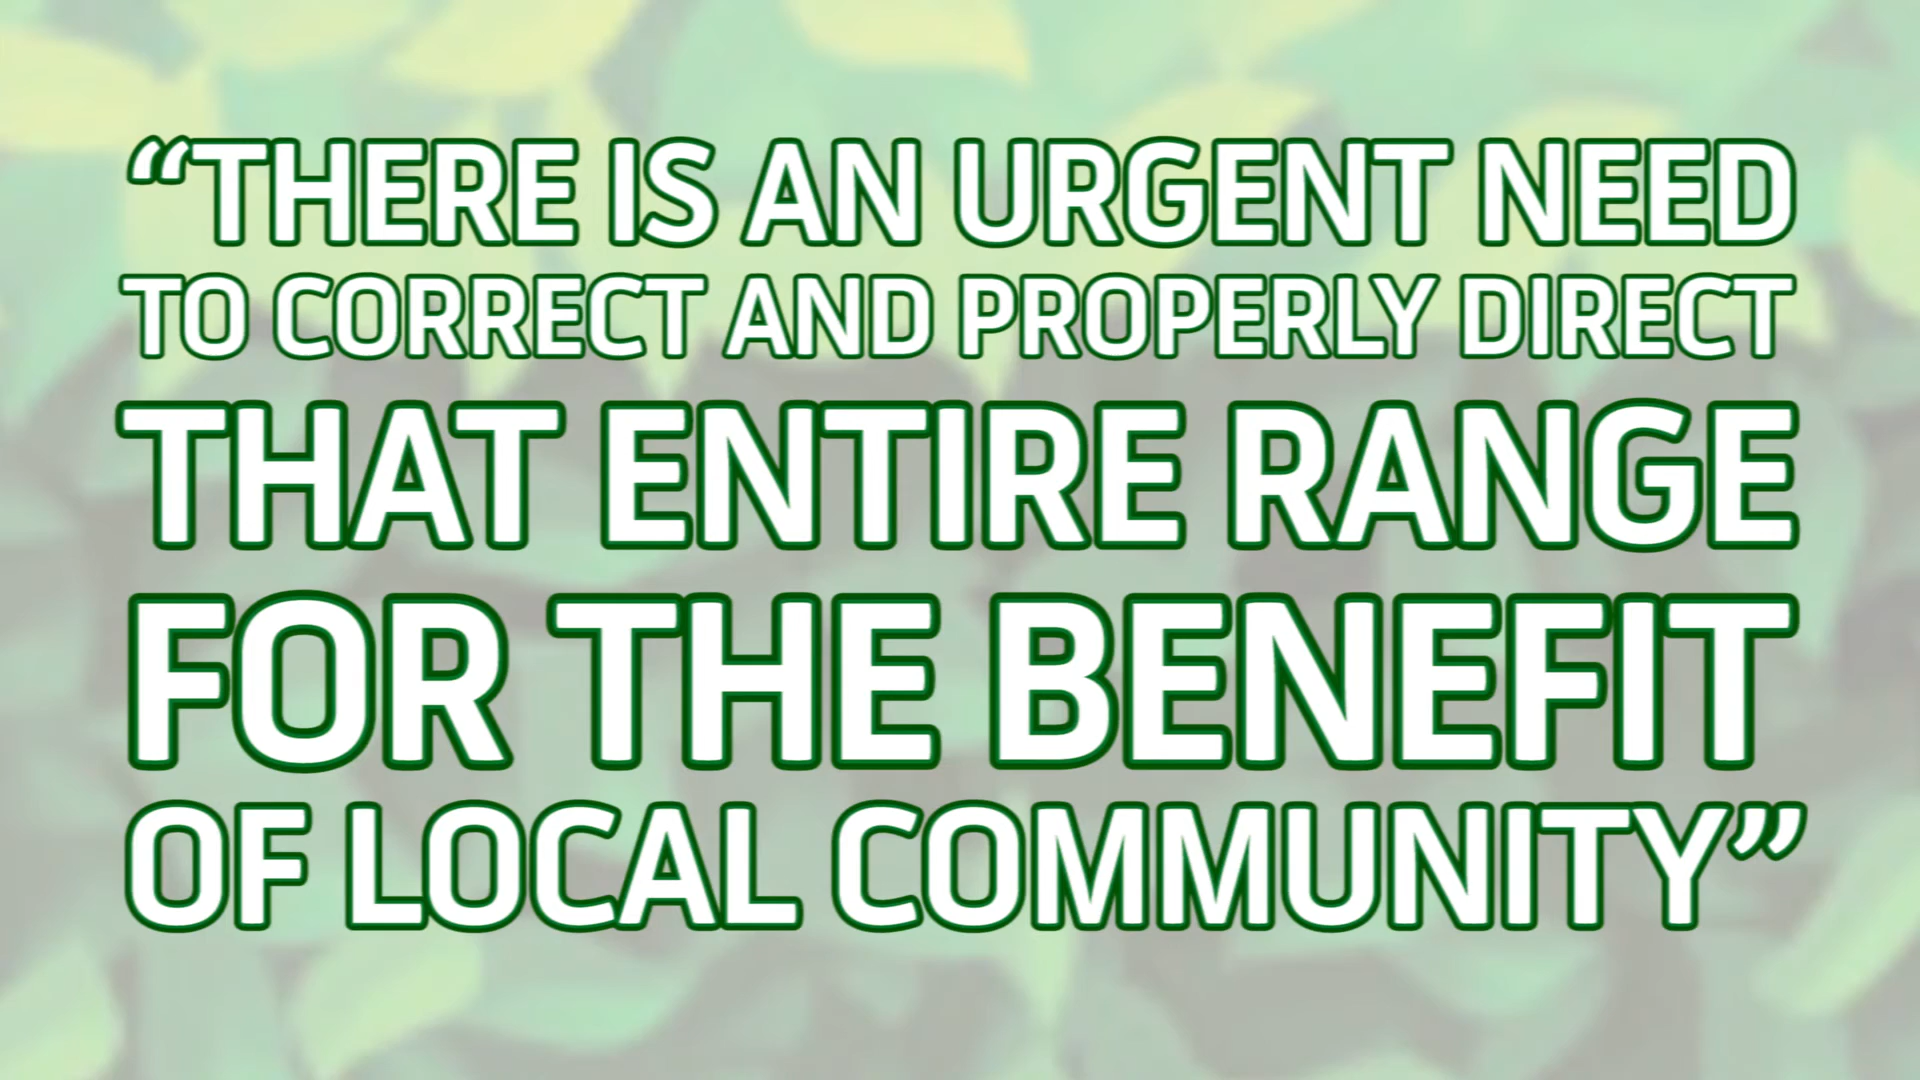 “THERE IS AN URGENT NEED
TO CORRECT AND PROPERLY DIRECT
THAT ENTIRE RANGE
FOR THE BENEFIT
OF LOCAL COMMUNITY”